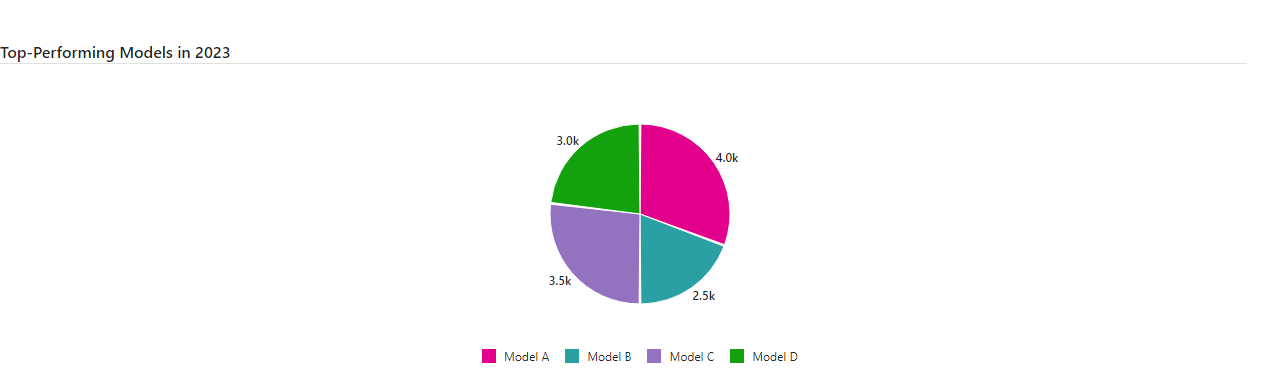 Top-Performing Models in 2023
3.0k
4.0k
3.5k
2.5k
Model A Model B Model C Model D